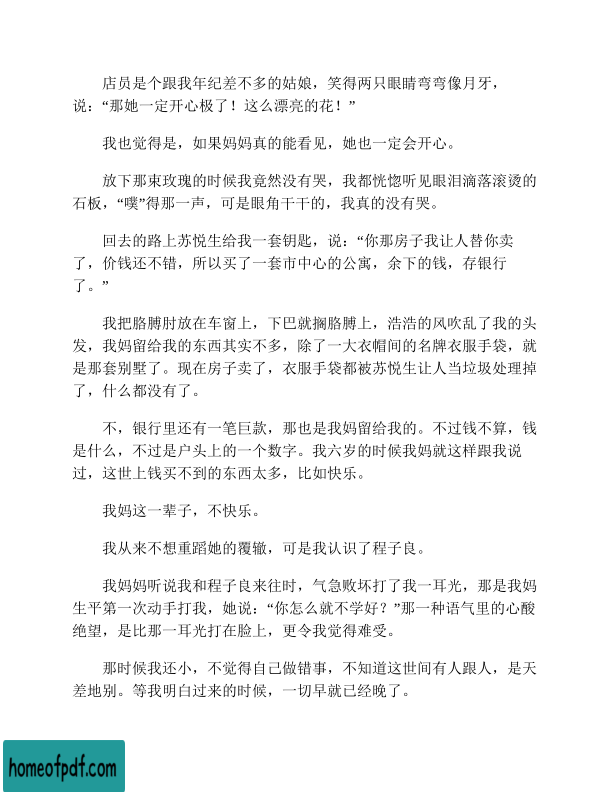 店员是个跟我年纪差不多的姑娘，笑得两只眼睛弯弯像月牙，
说：“那她一定开心极了！这么漂亮的花！”
我也觉得是，如果妈妈真的能看见，她也一定会开心。
放下那束玫瑰的时候我竟然没有哭，我都恍惚听见眼泪滴落滚烫的
石板，“噗”得那一声，可是眼角干干的，我真的没有哭。
回去的路上苏悦生给我一套钥匙，说：“你那房子我让人替你卖
了，价钱还不错，所以买了一套市中心的公寓，余下的钱，存银行
了。”
我把胳膊肘放在车窗上，下巴就搁胳膊上，浩浩的风吹乱了我的头
发，我妈留给我的东西其实不多，除了一大衣帽间的名牌衣服手袋，就
是那套别墅了。现在房子卖了，衣服手袋都被苏悦生让人当垃圾处理掉
了，什么都没有了。
不，银行里还有一笔巨款，那也是我妈留给我的。不过钱不算，钱
是什么，不过是户头上的一个数字。我六岁的时候我妈就这样跟我说
过，这世上钱买不到的东西太多，比如快乐。
我妈这一辈子，不快乐。
我从来不想重蹈她的覆辙，可是我认识了程子良。
我妈妈听说我和程子良来往时，气急败坏打了我一耳光，那是我妈
生平第一次动手打我，她说：“你怎么就不学好？”那一种语气里的心酸
绝望，是比那一耳光打在脸上，更令我觉得难受。
那时候我还小，不觉得自己做错事，不知道这世间有人跟人，是天
差地别。等我明白过来的时候，一切早就已经晚了。
homeofpdf.com